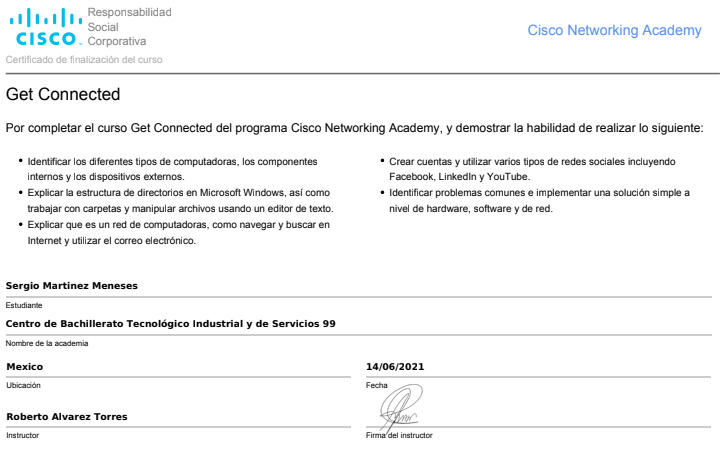 Responsabilidad
Social
CISCO. Corporativa
Cisco Networking Academy
Certificado de finalización del curso
Get Connected
Por completar el curso Get Connected del programa Cisco Networking Academy, y demostrar la habilidad de realizar lo siguiente:
• Identificar los diferentes tipos de computadoras, los componentes
internos y los dispositivos externos.
• Explicar la estructura de directorios en Microsoft Windows, así como
trabajar con carpetas y manipular archivos usando un editor de texto.
• Explicar que es un red de computadoras, como navegar y buscar en
Internet y utilizar el correo electrónico.
• Crear cuentas y utilizar varios tipos de redes sociales incluyendo
Facebook, LinkedIn y YouTube.
• Identificar problemas comunes e implementar una solución simple a
nivel de hardware, software y de red.
Sergio Martinez Meneses
Estudiante
Centro de Bachillerato Tecnológico Industrial y de Servicios 99
Nombre de la academia
Mexico
Ubicación
14/06/2021
Fecha
Roberto Alvarez Torres
Instructor
Firma del instructor